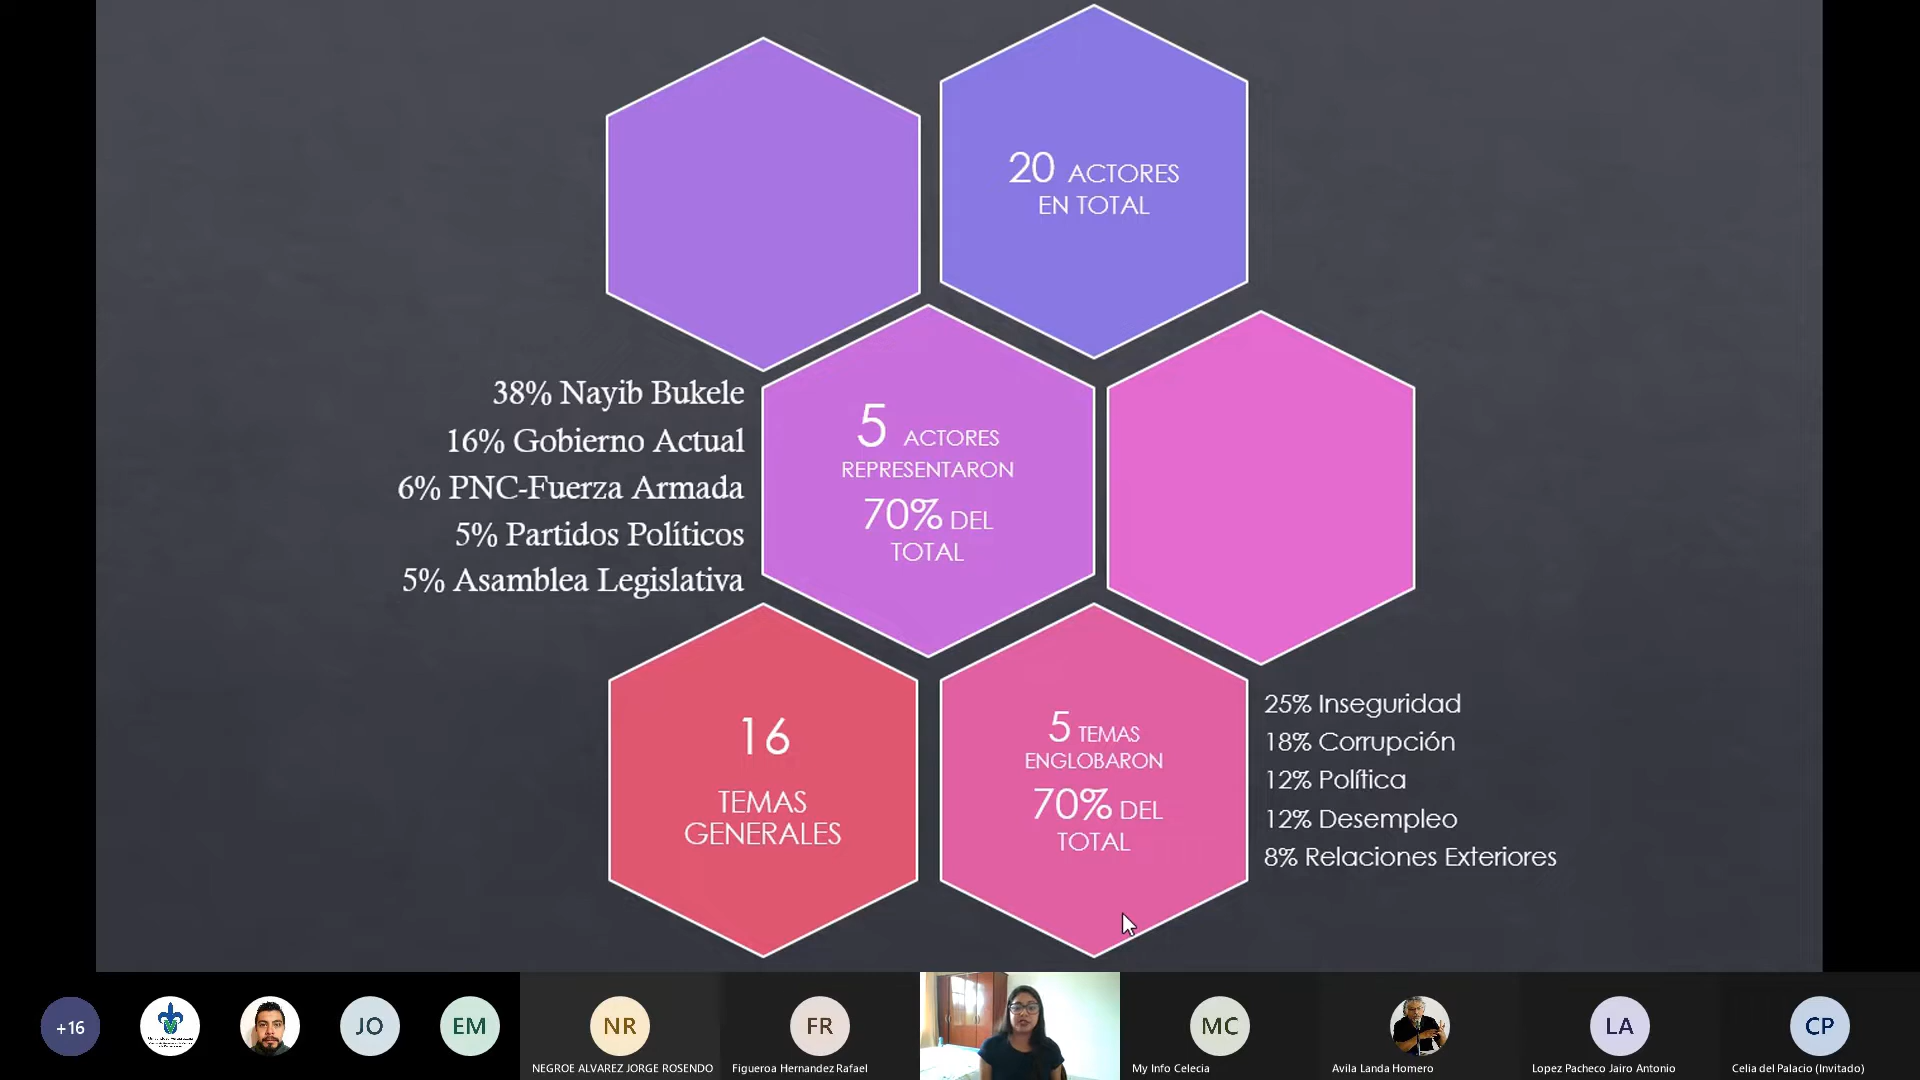 20 ACTORES
EN TOTAL
38% Nayib Bukele
16% Gobierno Actual
6% PNC-Fuerza Armada
5% Partidos Políticos
5% Asamblea Legislativa
5 ACTORES
REPRESENTARON
70% DEL
TOTAL
16
TEMAS
GENERALES
5 TEMAS
ENGLOBARON
70% DEL
TOTAL
25% Inseguridad
18% Corrupción
12% Política
12% Desempleo
8% Relaciones Exteriores
+16
JO
EM
NR
NEGROE ALVAREZ JORGE ROSENDO
FR
Figueroa Hernandez Rafael
MC
My Info Celecia
Avila Landa Homero
LA
Lopez Pacheco Jairo Antonio
CP
Celia del Palacio (Invitado)